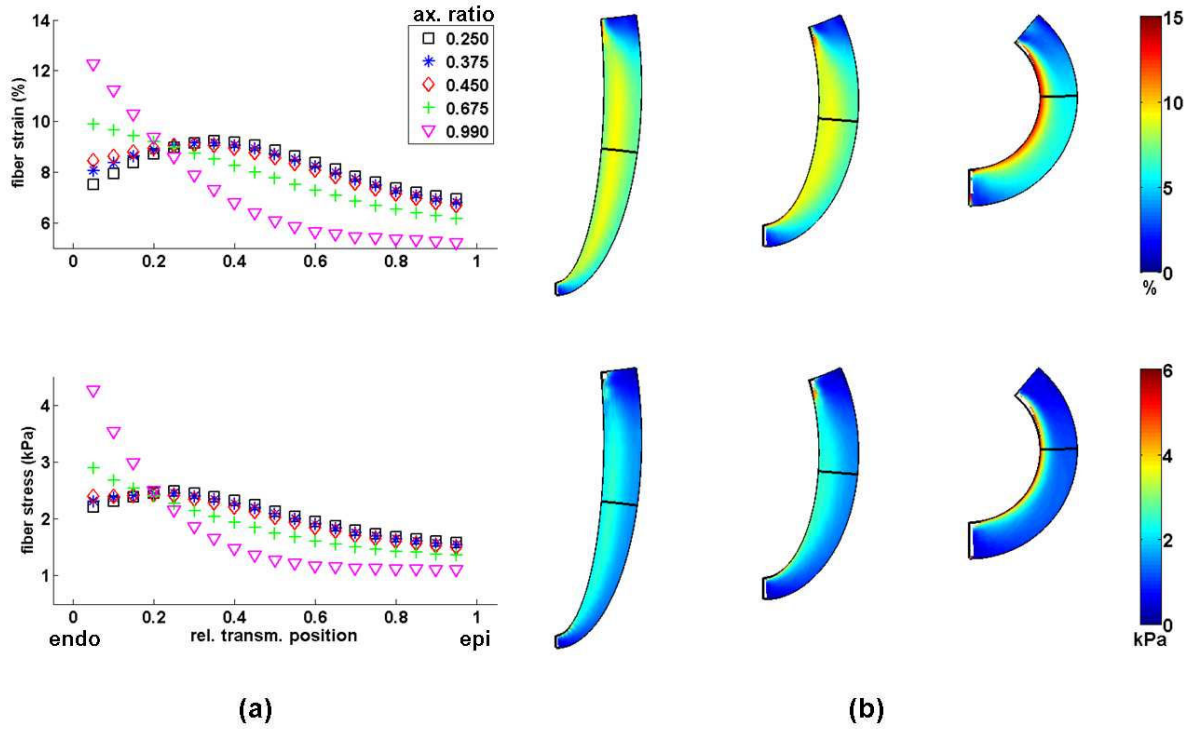 ax. ratio
0.250
0.375
0.450
0.675
0.990
fiber strain (%)
14
12
10
8
6
0 0.2 0.4 0.6 0.8 1
15
10
5
0
%
fiber stress (kPa)
4
3
2
1
0 0.2 0.4 0.6 0.8 1
endo rel. transm. position epi
6
4
2
0
kPa
(a) (b)